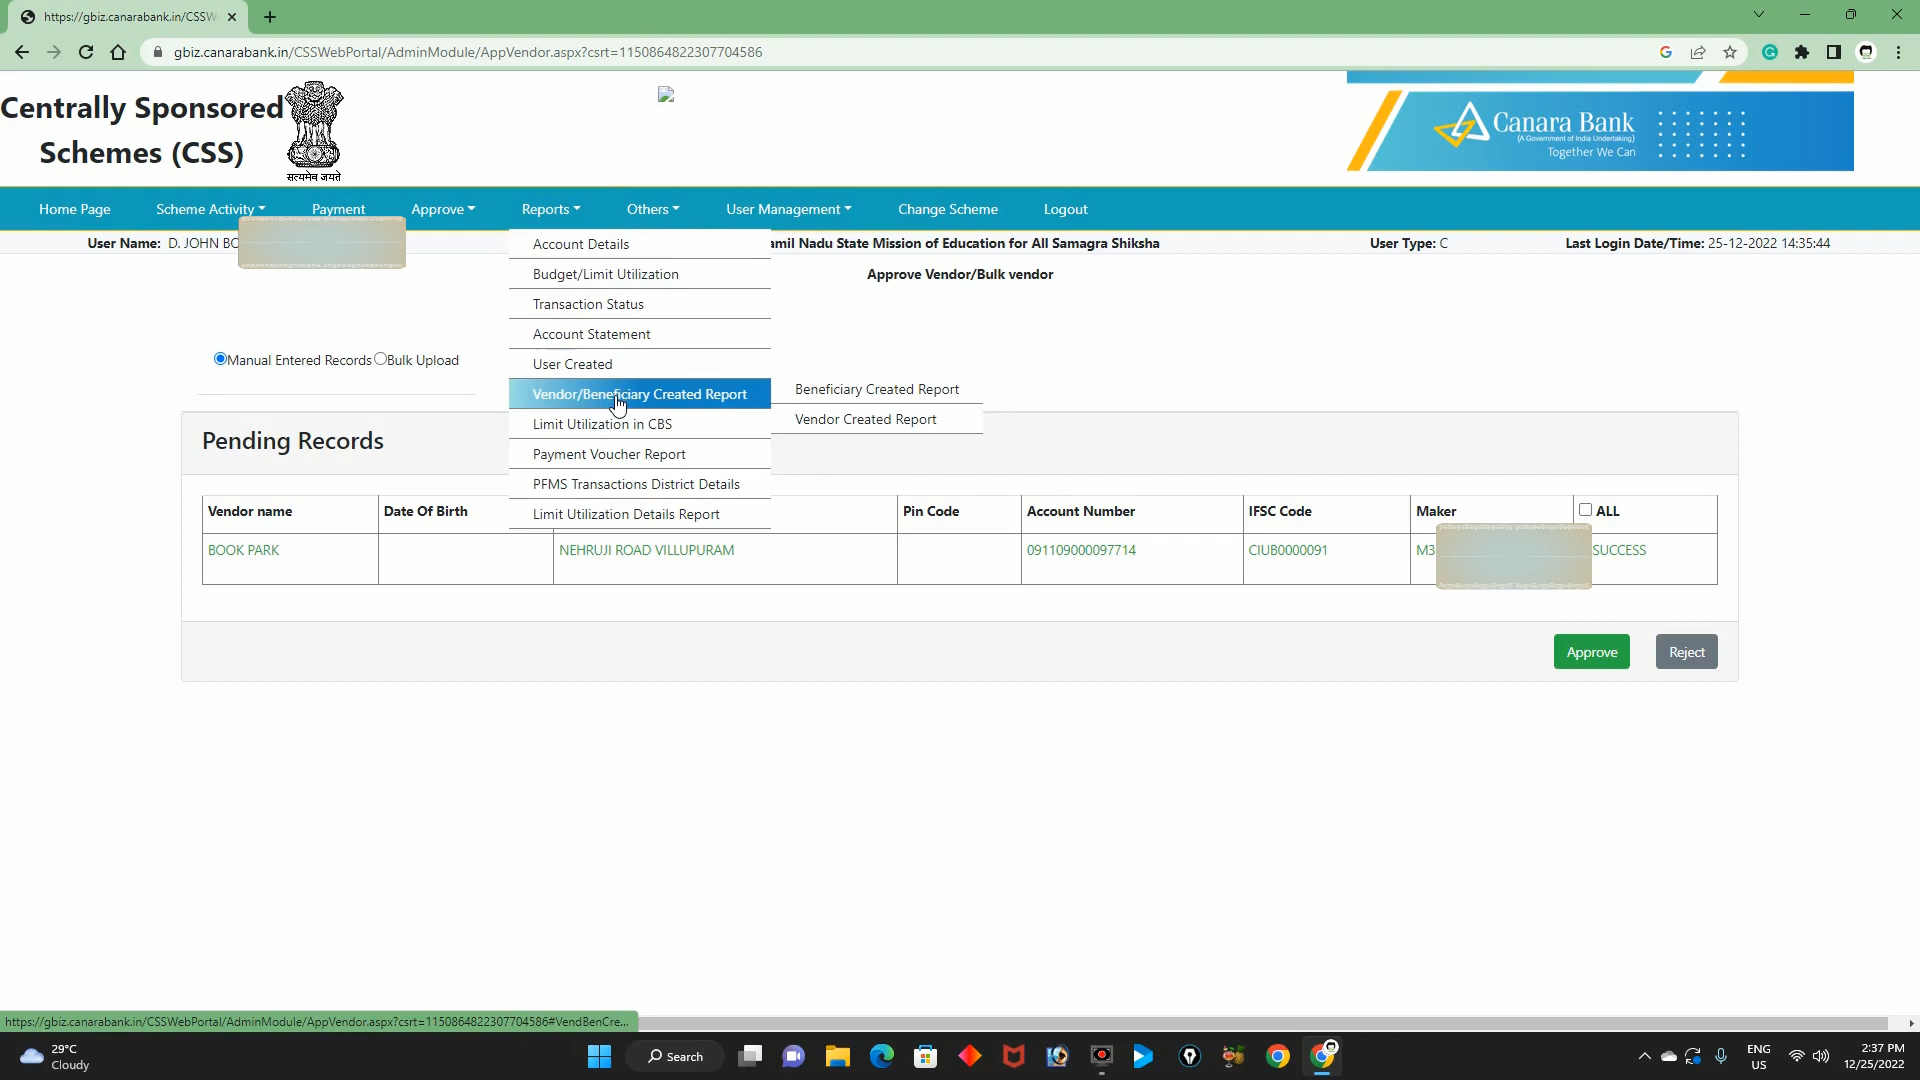 https://gbiz.canarabank.in/CSSW
gbiz.canarabank.in/CSSWebPortal/AdminModule/AppVendor.aspx?csrt=1150864822307704586
Centrally Sponsored
Schemes (CSS)
सत्यमेव जयते
Canara Bank
(A Government of India Undertaking)
Together We Can
Home Page Scheme Activity Payment Approve Reports Others User Management Change Scheme Logout
User Name: D. JOHN BO
amil Nadu State Mission of Education for All Samagra Shiksha
User Type: C
Last Login Date/Time: 25-12-2022 14:35:44
Account Details
Approve Vendor/Bulk vendor
Budget/Limit Utilization
Transaction Status
Account Statement
Manual Entered Records Bulk Upload
User Created
Vendor/Beneficiary Created Report
Beneficiary Created Report
Vendor Created Report
Limit Utilization in CBS
Pending Records
Payment Voucher Report
PFMS Transactions District Details
Limit Utilization Details Report
Vendor name Date Of Birth Pin Code Account Number IFSC Code Maker ALL
BOOK PARK NEHRUJI ROAD VILLUPURAM 091109000097714 CIUB0000091 M3 SUCCESS
Approve Reject
https://gbiz.canarabank.in/CSSWebPortal/AdminModule/AppVendor.aspx?csrt=1150864822307704586#VendBenCre...
29°C
Cloudy
Search
ENG
US
2:37 PM
12/25/2022